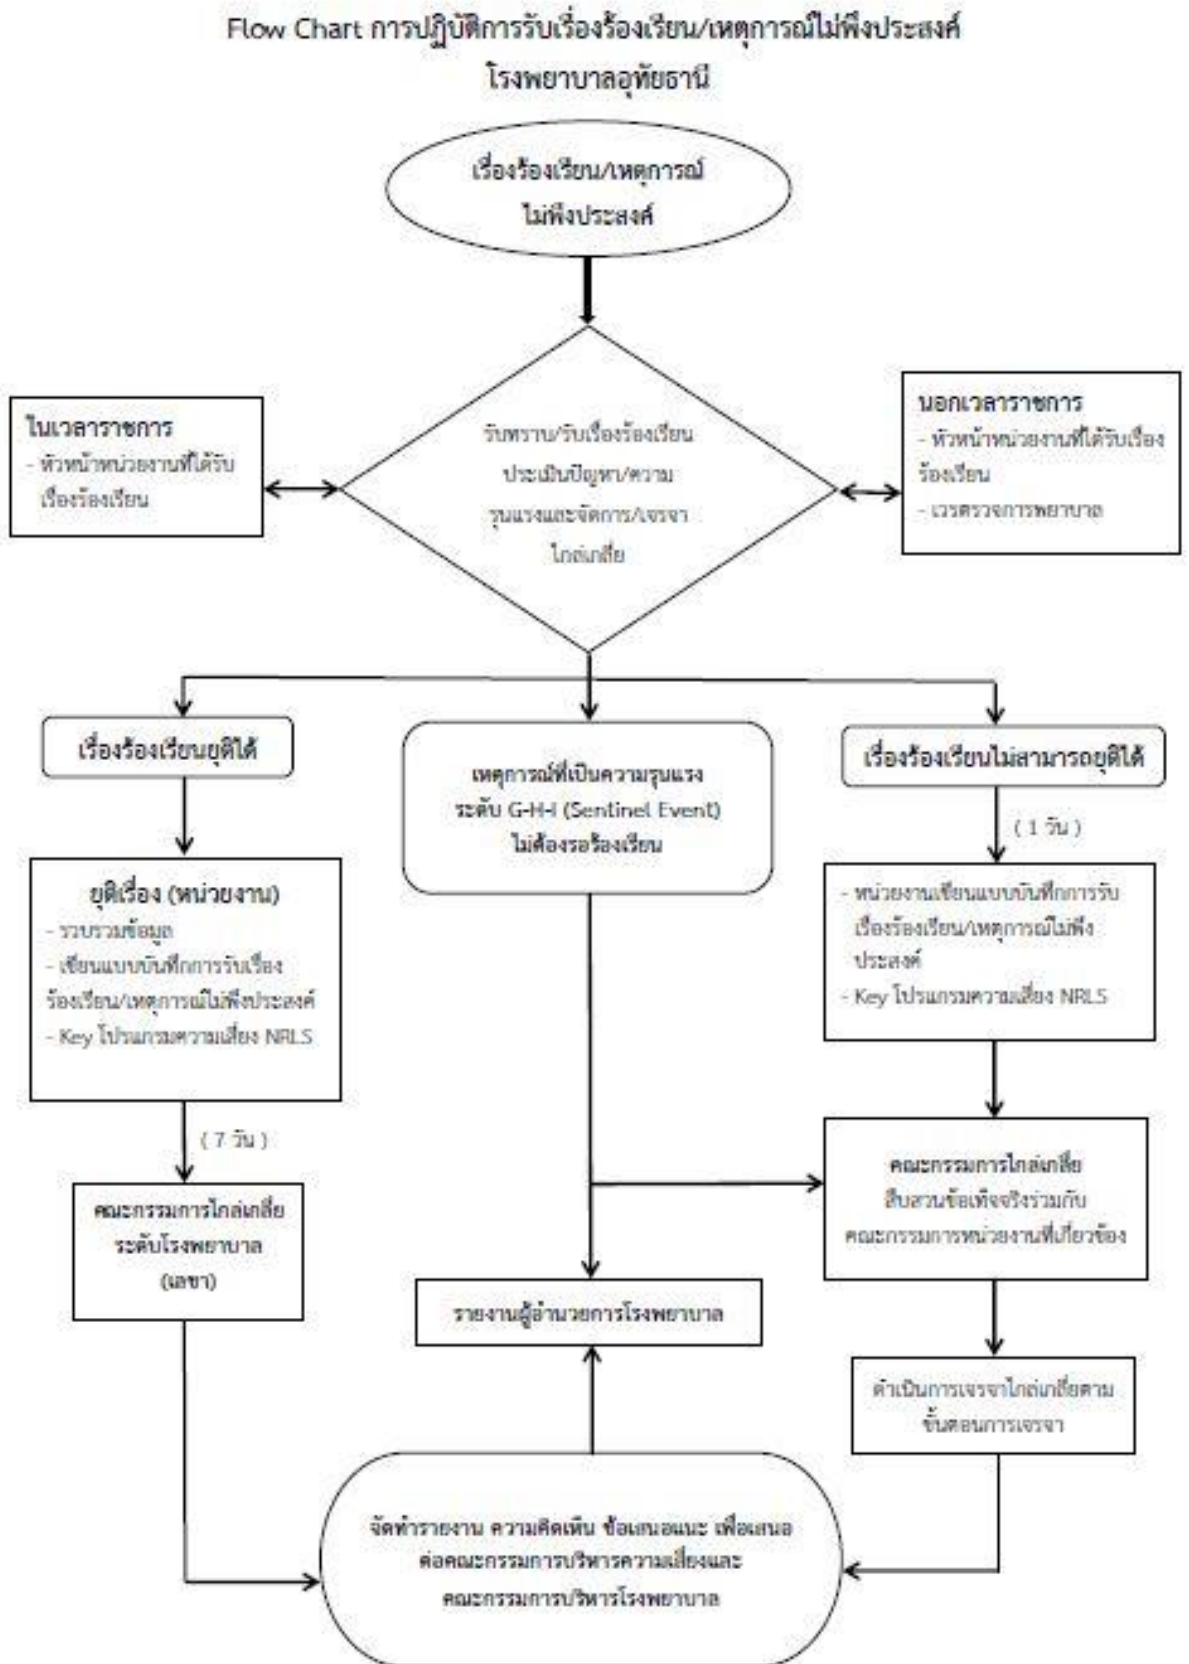 Flow Chart การปฏิบัติการรับเรื่องร้องเรียน/เหตุการณ์ไม่พึงประสงค์
โรงพยาบาลอุทัยธานี
เรื่องร้องเรียน/เหตุการณ์
ไม่พึงประสงค์
ในเวลาราชการ
- หัวหน้าหน่วยงานที่ได้รับ
เรื่องร้องเรียน
รับทราบ/รับเรื่องร้องเรียน
ประเมินปัญหา/ความ
รุนแรงและจัดการ/เจรจา
ไกล่เกลี่ย
นอกเวลาราชการ
- หัวหน้าหน่วยงานที่ได้รับเรื่อง
ร้องเรียน
- เวรตรวจการพยาบาล
เรื่องร้องเรียนยุติได้
เหตุการณ์ที่เป็นความรุนแรง
ระดับ G-H-I (Sentinel Event)
ไม่ต้องรอร้องเรียน
เรื่องร้องเรียนไม่สามารถยุติได้
( 1 วัน )
ยุติเรื่อง (หน่วยงาน)
- รวบรวมข้อมูล
- เขียนแบบบันทึกการรับเรื่อง
ร้องเรียน/เหตุการณ์ไม่พึงประสงค์
- Key โปรแกรมความเสี่ยง NRLS
- หน่วยงานเขียนแบบบันทึกการรับ
เรื่องร้องเรียน/เหตุการณ์ไม่พึง
ประสงค์
- Key โปรแกรมความเสี่ยง NRLS
( 7 วัน )
คณะกรรมการไกล่เกลี่ย
ระดับโรงพยาบาล
(เลขา)
คณะกรรมการไกล่เกลี่ย
สืบสวนข้อเท็จจริงร่วมกับ
คณะกรรมการหน่วยงานที่เกี่ยวข้อง
รายงานผู้อำนวยการโรงพยาบาล
ดำเนินการเจรจาไกล่เกลี่ยตาม
ขั้นตอนการเจรจา
จัดทำรายงาน ความคิดเห็น ข้อเสนอแนะ เพื่อเสนอ
ต่อคณะกรรมการบริหารความเสี่ยงและ
คณะกรรมการบริหารโรงพยาบาล